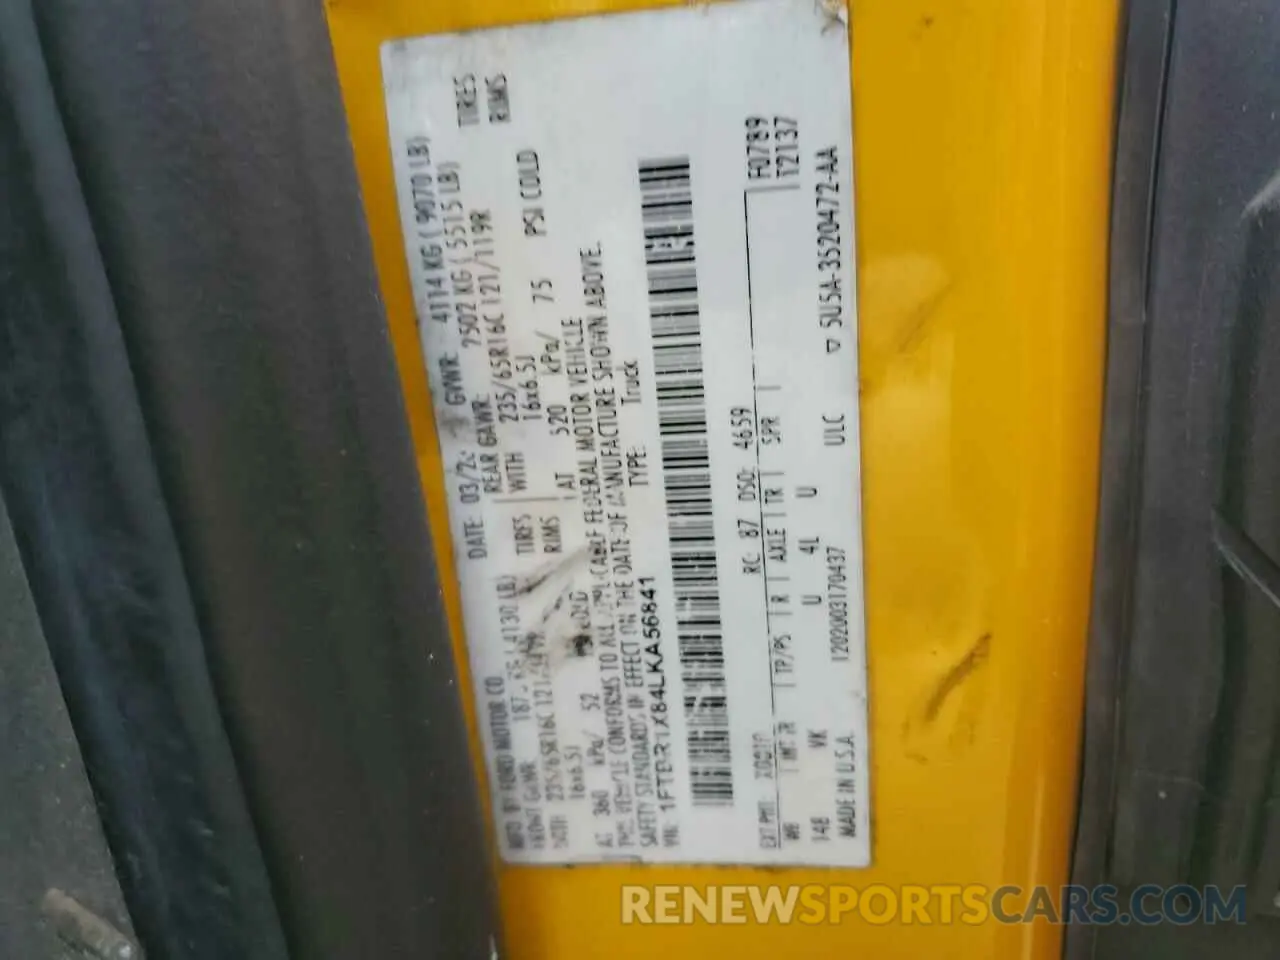 MFD BY FORD MOTOR CO. DATE: 03/2 GVWR: 4114 KG ( 9070 LB)
FRONT GAWR: 4130 LB) REAR GAWR: 2502 KG ( 5515 LB)
WITH 235/65R16C 121/119R TIRES WITH 235/65R16C 121/119R TIRES
16x6.5J RIMS 16x6.5J RIMS
AT 360 kPa/ 52 PSI COLD AT 520 kPa/ 75 PSI COLD
THIS VEHICLE CONFORMS TO ALL APPLICABLE FEDERAL MOTOR VEHICLE
SAFETY STANDARDS IN EFFECT ON THE DATE OF MANUFACTURE SHOWN ABOVE.
VIN: 1FTBR1X84LKA56841 TYPE: Truck
F0789
T2137
EXT PNT: RC: 87 DSO: 4659
WB INT TR TP/PS R AXLE TR SPR
148 VK U 4L U
MADE IN U.S.A. 1202003170437 ULC ▽ 5U5A-3520472-AA
RENEWSPORTSCARS.COM